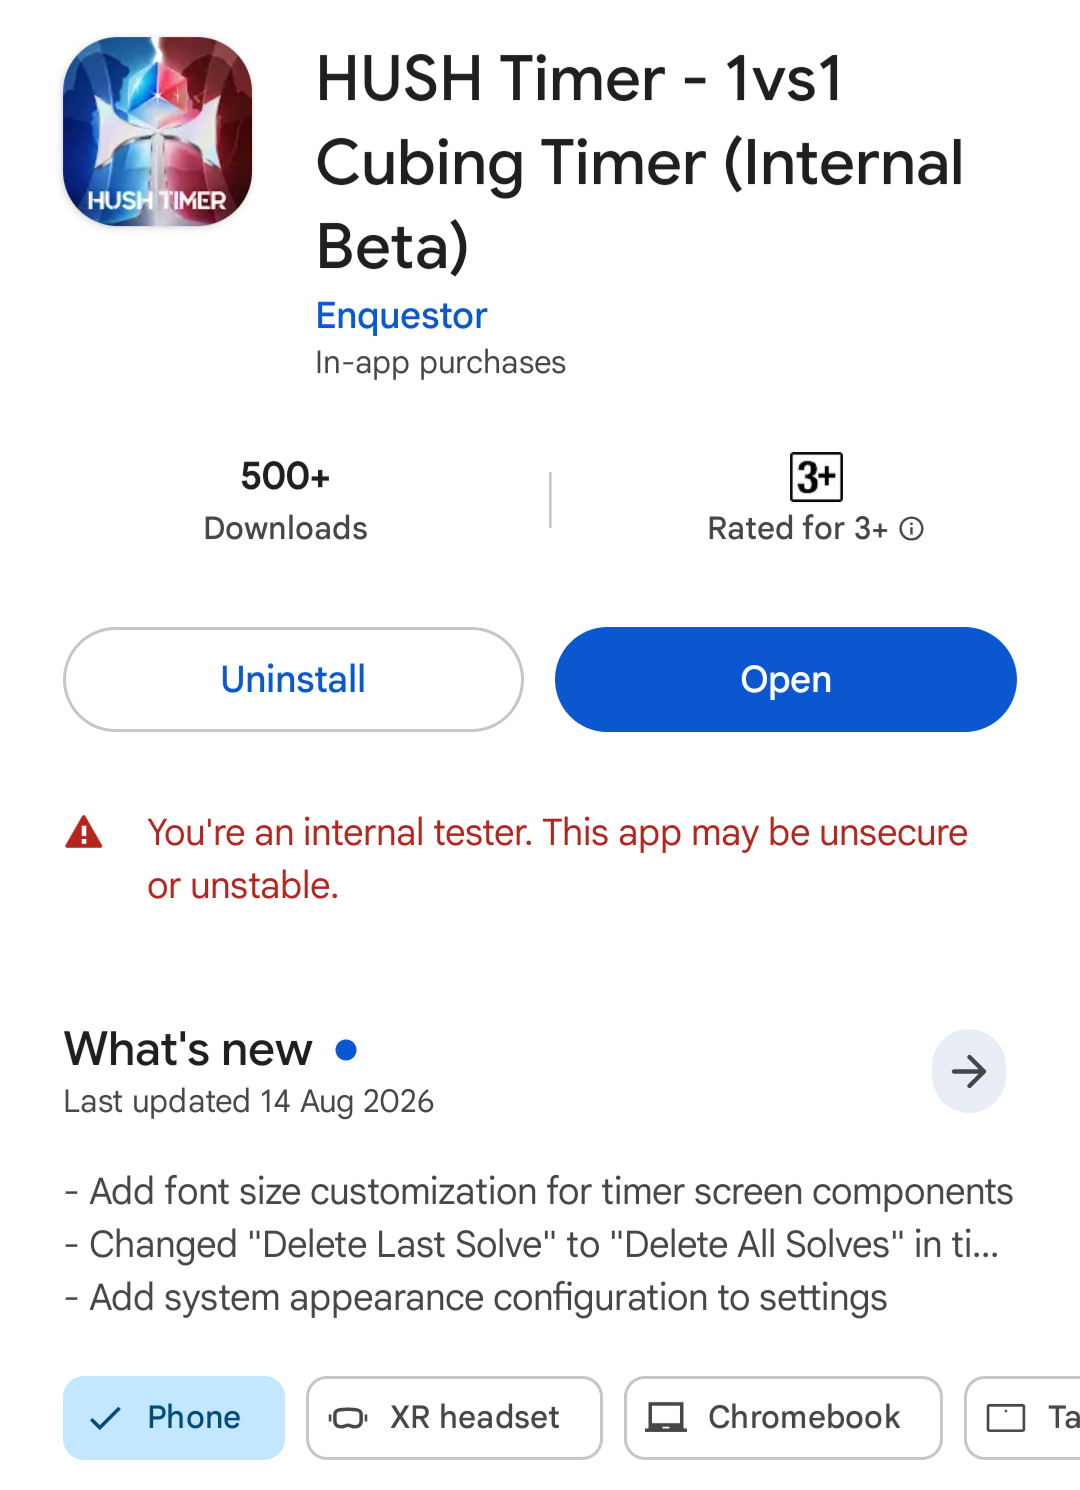 HUSH TIMER
HUSH Timer - 1vs1
Cubing Timer (Internal
Beta)
Enquestor
In-app purchases
500+
Downloads
3+
Rated for 3+
Uninstall
Open
You're an internal tester. This app may be unsecure
or unstable.
What's new
Last updated 14 Aug 2026
- Add font size customization for timer screen components
- Changed "Delete Last Solve" to "Delete All Solves" in ti...
- Add system appearance configuration to settings
Phone
XR headset
Chromebook
Ta